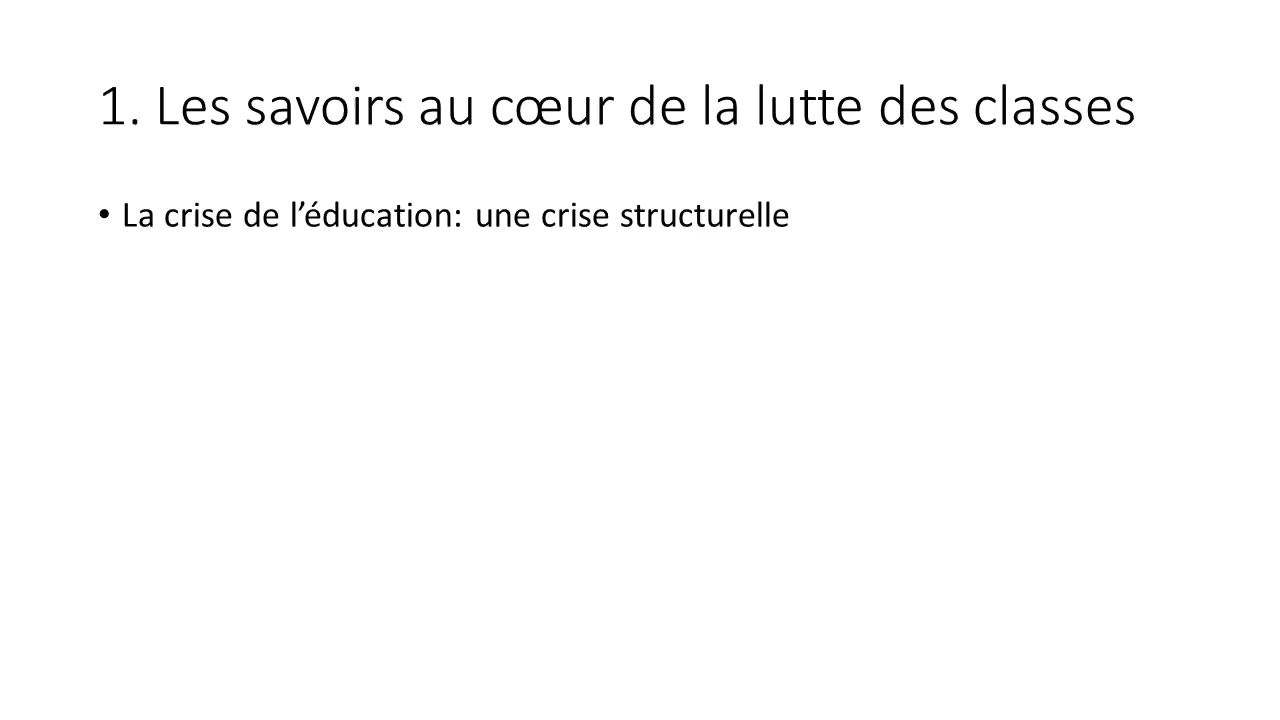 1. Les savoirs au cœur de la lutte des classes
• La crise de l’éducation: une crise structurelle